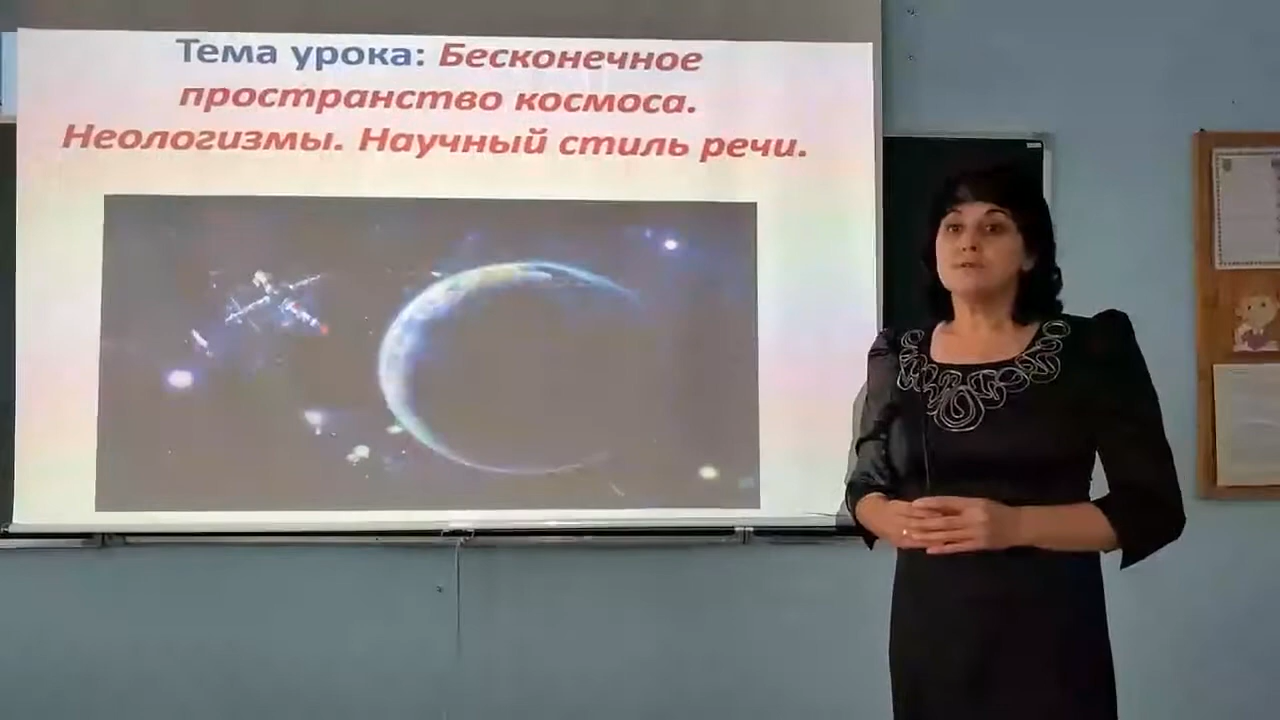 Тема урока: Бесконечное
пространство космоса.
Неологизмы. Научный стиль речи.